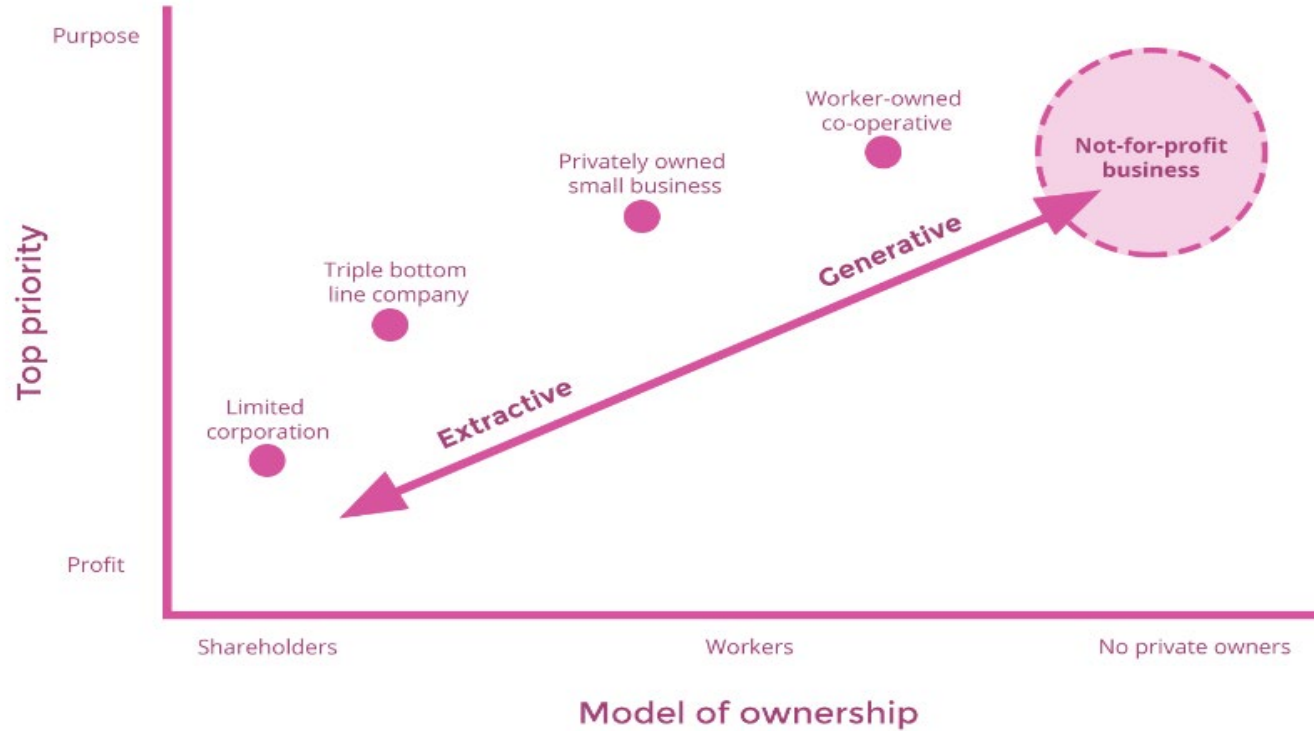 Purpose
Worker-owned
co-operative
Not-for-profit
business
Privately owned
small business
Generative
Triple bottom
line company
Top priority
Extractive
Limited
corporation
Profit
Shareholders
Workers
No private owners
Model of ownership